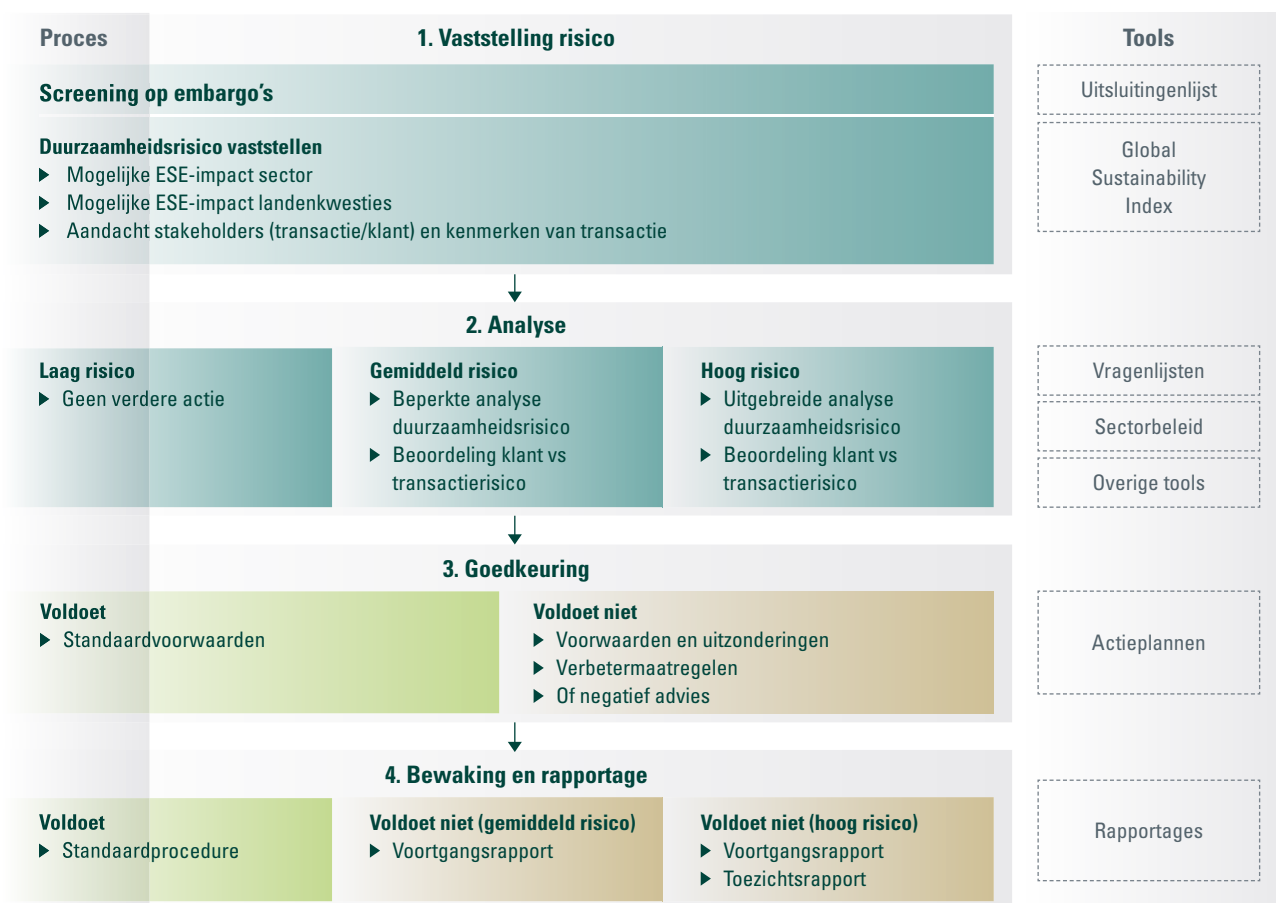 Proces
1. Vaststelling risico
Tools
Screening op embargo's
Uitsluitingenlijst
Duurzaamheidsrisico vaststellen
Mogelijke ESE-impact sector
Mogelijke ESE-impact landenkwesties
Aandacht stakeholders (transactie/klant) en kenmerken van transactie
Global
Sustainability
Index
2. Analyse
Laag risico
Geen verdere actie
Gemiddeld risico
Beperkte analyse
duurzaamheidsrisico
Beoordeling klant vs
transactierisico
Hoog risico
Uitgebreide analyse
duurzaamheidsrisico
Beoordeling klant vs
transactierisico
Vragenlijsten
Sectorbeleid
Overige tools
3. Goedkeuring
Voldoet
Standaardvoorwaarden
Voldoet niet
Voorwaarden en uitzonderingen
Verbetermaatregelen
Of negatief advies
Actieplannen
4. Bewaking en rapportage
Voldoet
Standaardprocedure
Voldoet niet (gemiddeld risico)
Voortgangsrapport
Voldoet niet (hoog risico)
Voortgangsrapport
Toezichtsrapport
Rapportages